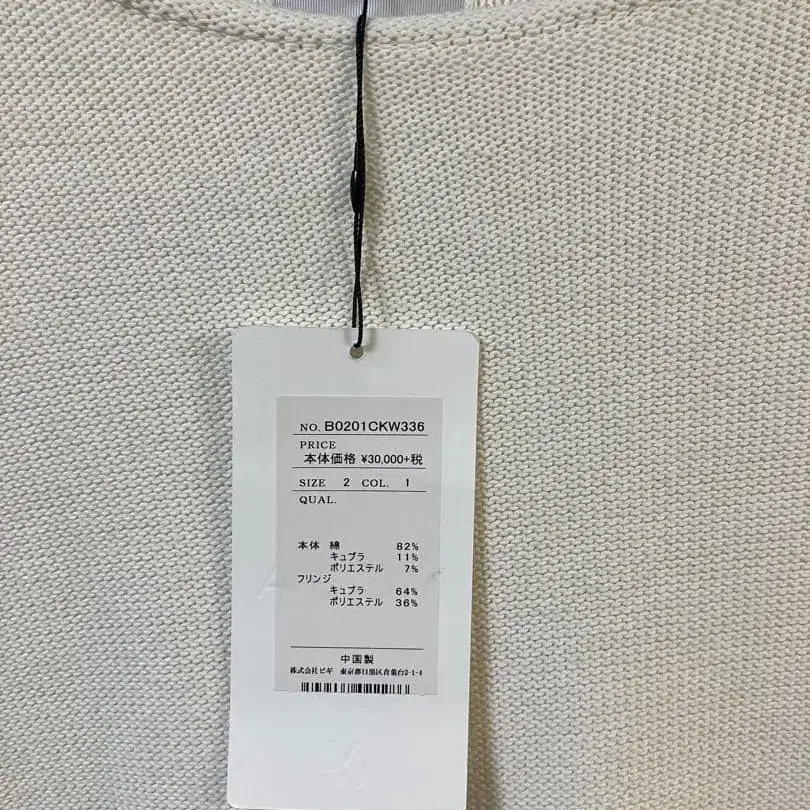 NO. B0201CKW336
PRICE
本体価格 ¥30,000+税
SIZE 2 COL. 1
QUAL.
本体 綿 82%
キュプラ 11%
ポリエステル 7%
フリンジ
キュプラ 64%
ポリエステル 36%
中国製
株式会社ビギ 東京都目黒区青葉台2-1-4